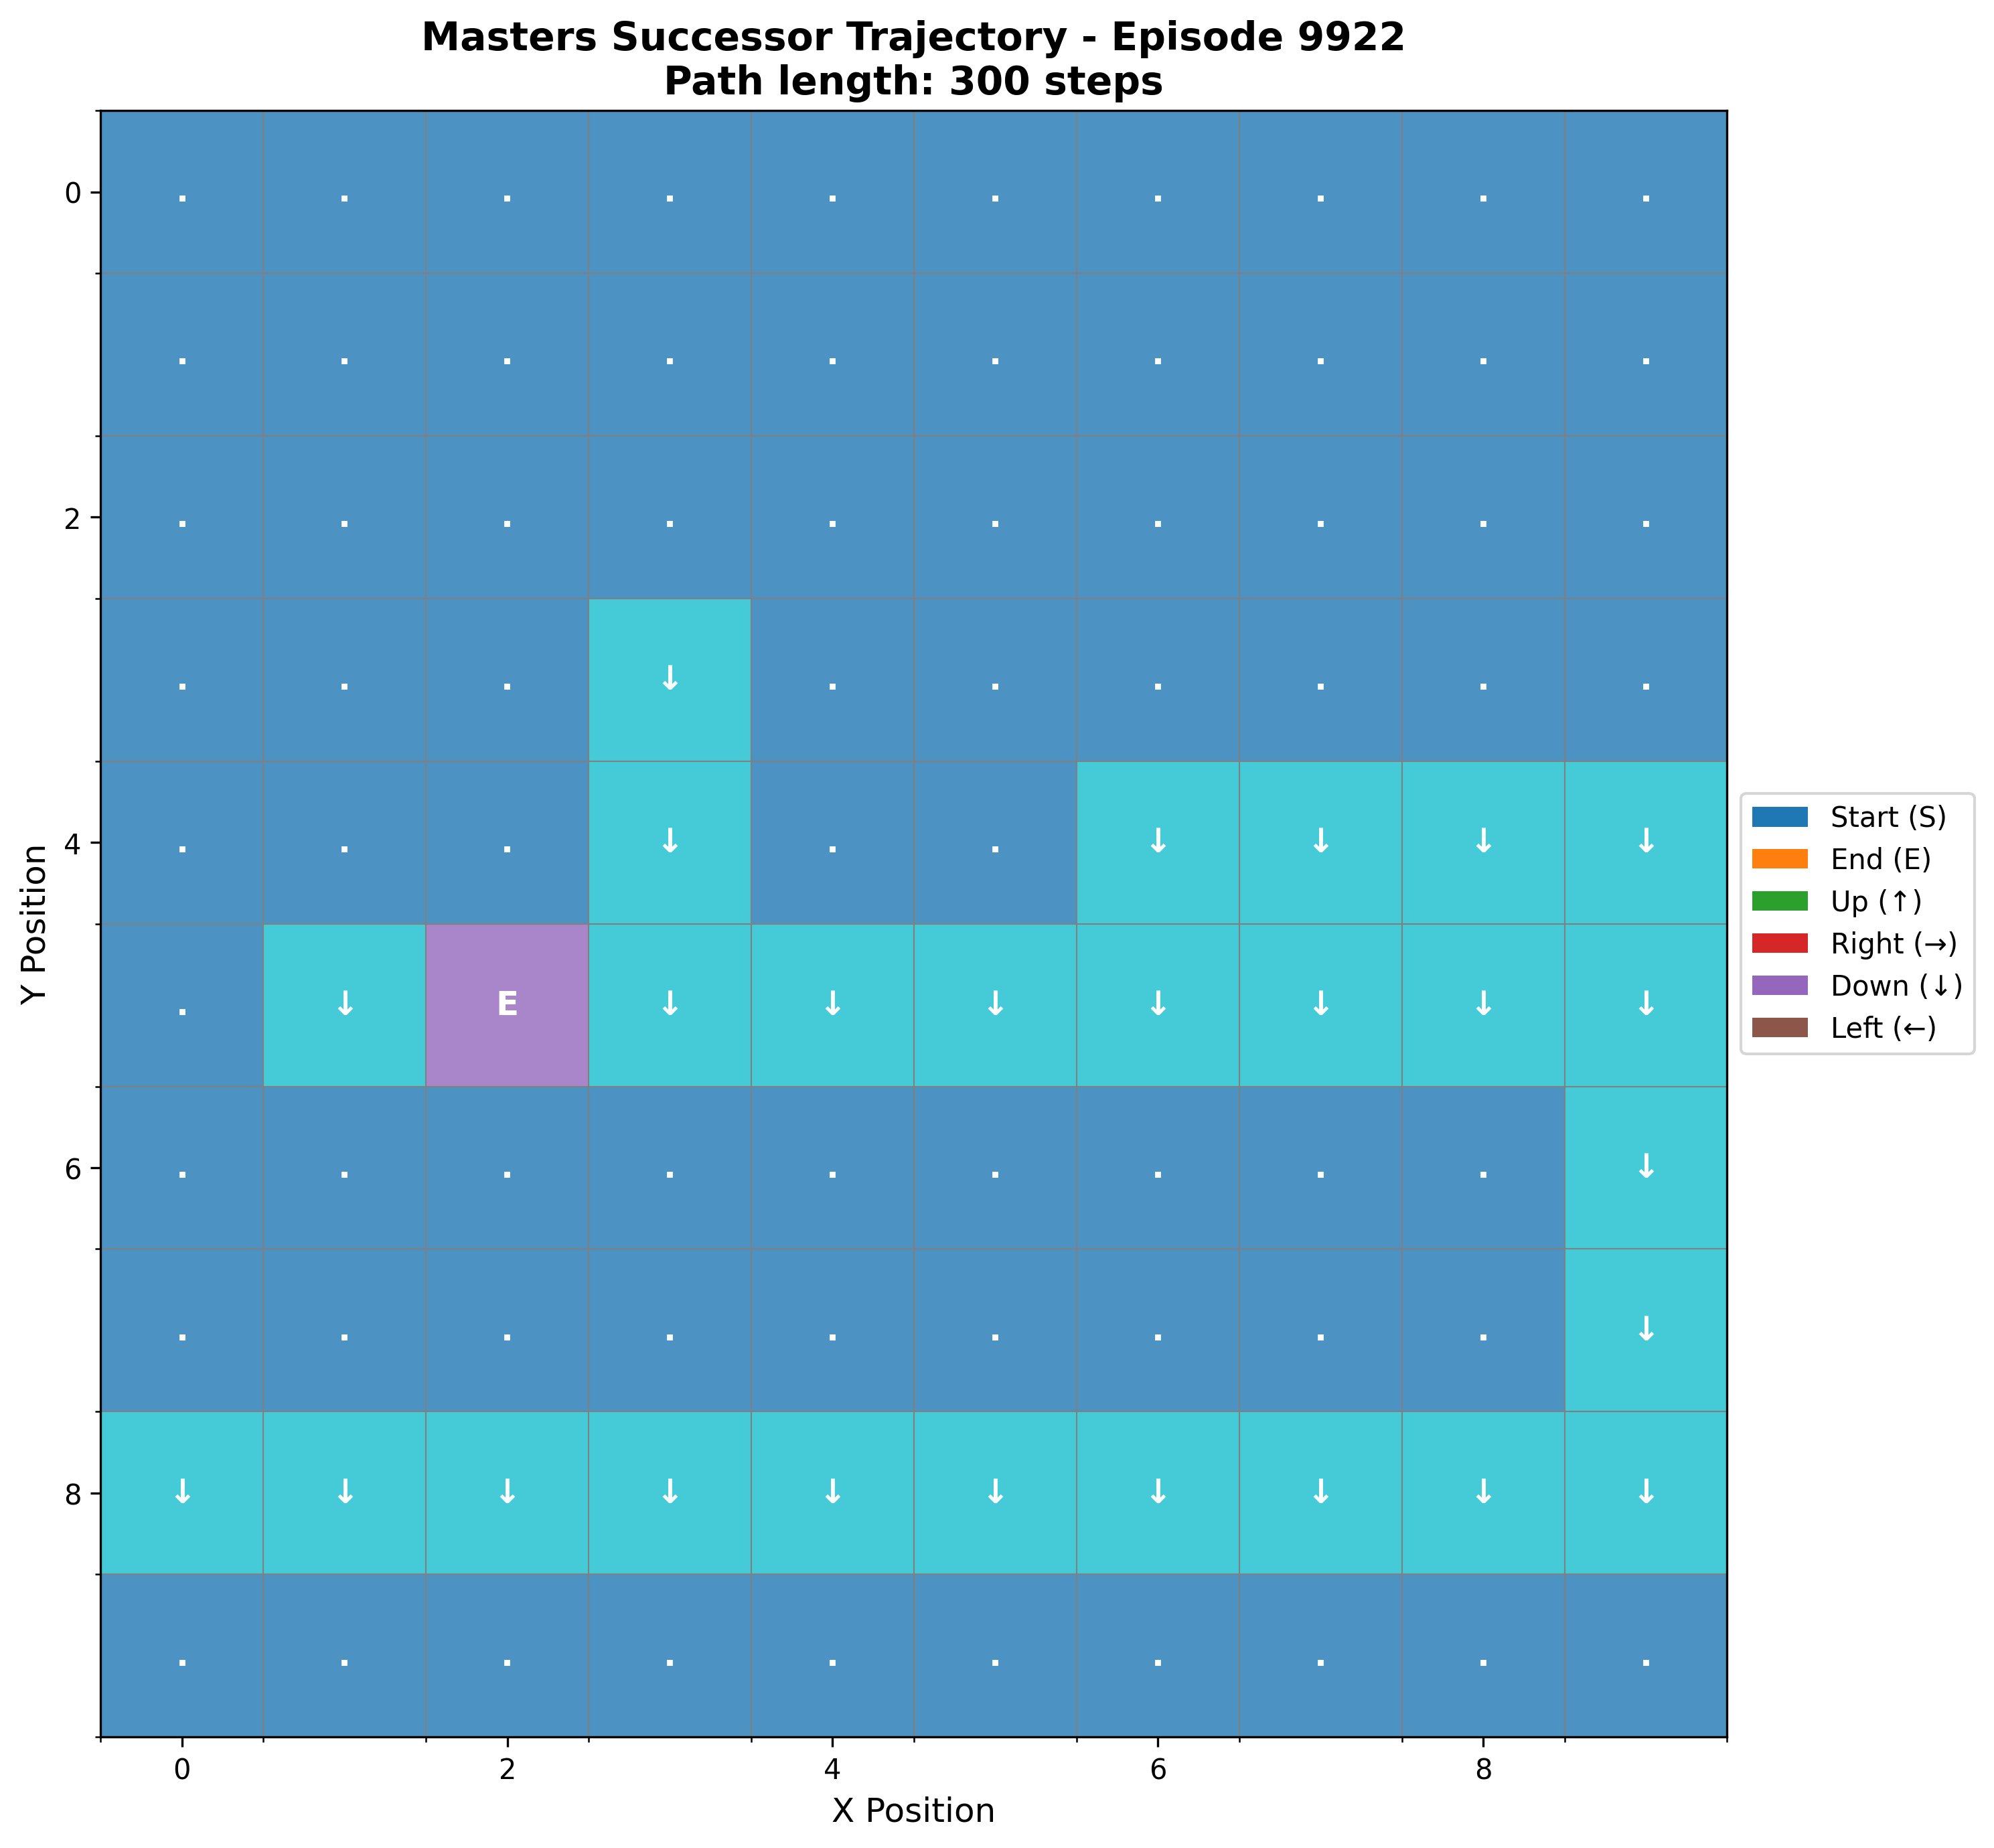 Masters Successor Trajectory - Episode 9922
Path length: 300 steps
0
. . . . . . . . . .
. . . . . . . . . .
2
. . . . . . . . . .
. . . ↓ . . . . . .
4
. . . ↓ . . ↓ ↓ ↓ ↓
. ↓ E ↓ ↓ ↓ ↓ ↓ ↓ ↓
6
. . . . . . . . . ↓
. . . . . . . . . ↓
8
↓ ↓ ↓ ↓ ↓ ↓ ↓ ↓ ↓ ↓
. . . . . . . . . .
0 2 4 6 8
X Position
Y Position
Start (S)
End (E)
Up (↑)
Right (→)
Down (↓)
Left (←)